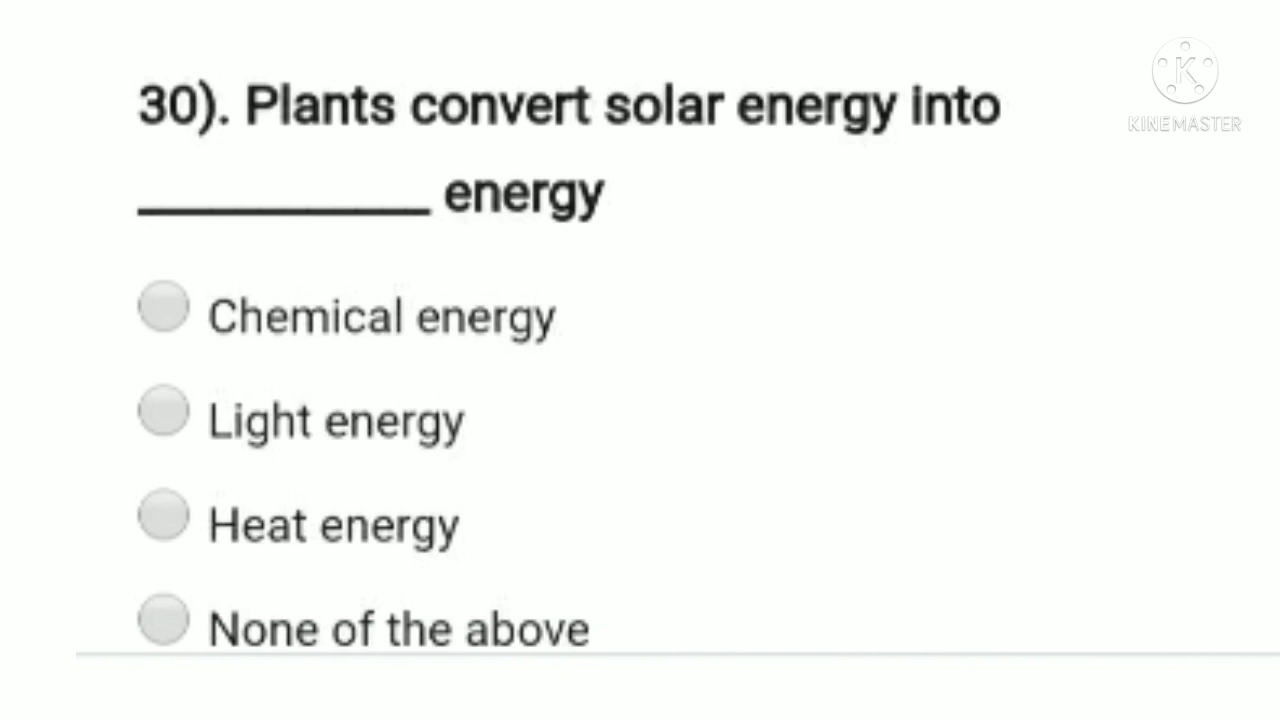 30). Plants convert solar energy into
____________ energy
Chemical energy
Light energy
Heat energy
None of the above
KINEMASTER